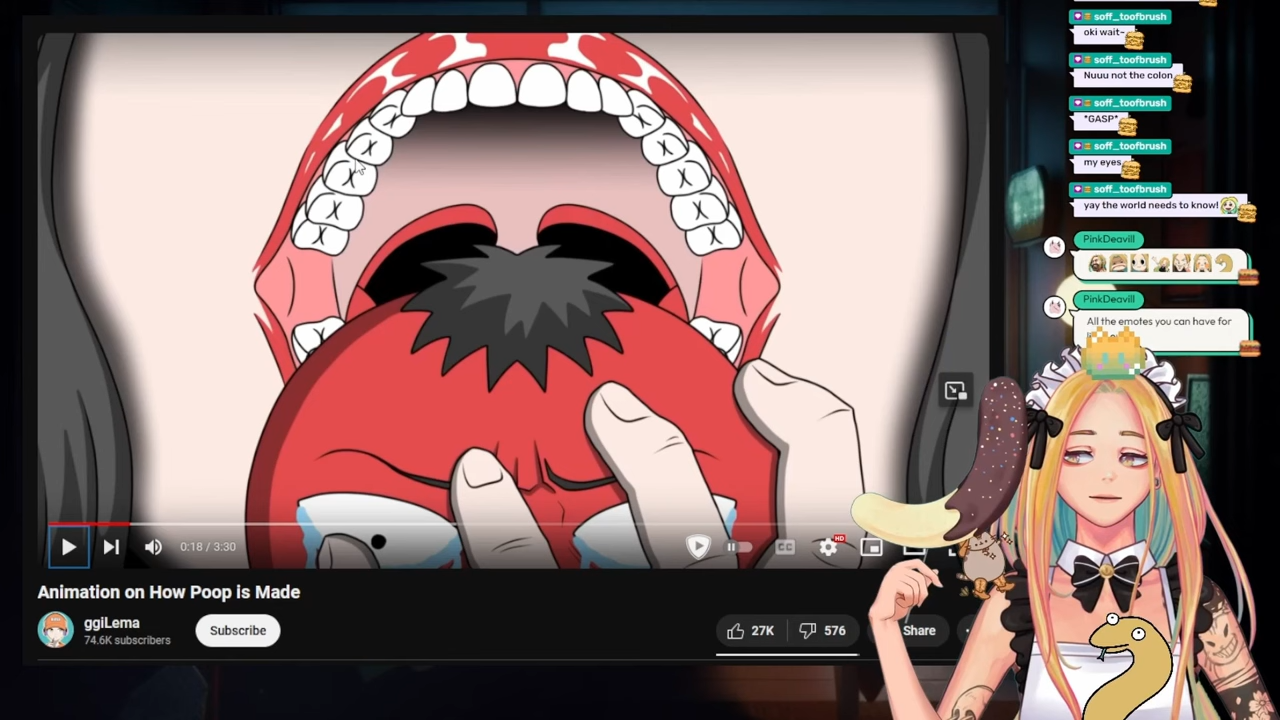 soff_toofbrush
oki wait~
soff_toofbrush
Nuuu not the colon
soff_toofbrush
*GASP*
soff_toofbrush
my eyes
soff_toofbrush
yay the world needs to know!
PinkDeavill
PinkDeavill
All the emotes you can have for
0:18 / 3:30
CC
HD
Animation on How Poop is Made
ggiLema
74.6K subscribers
Subscribe
27K
576
Share